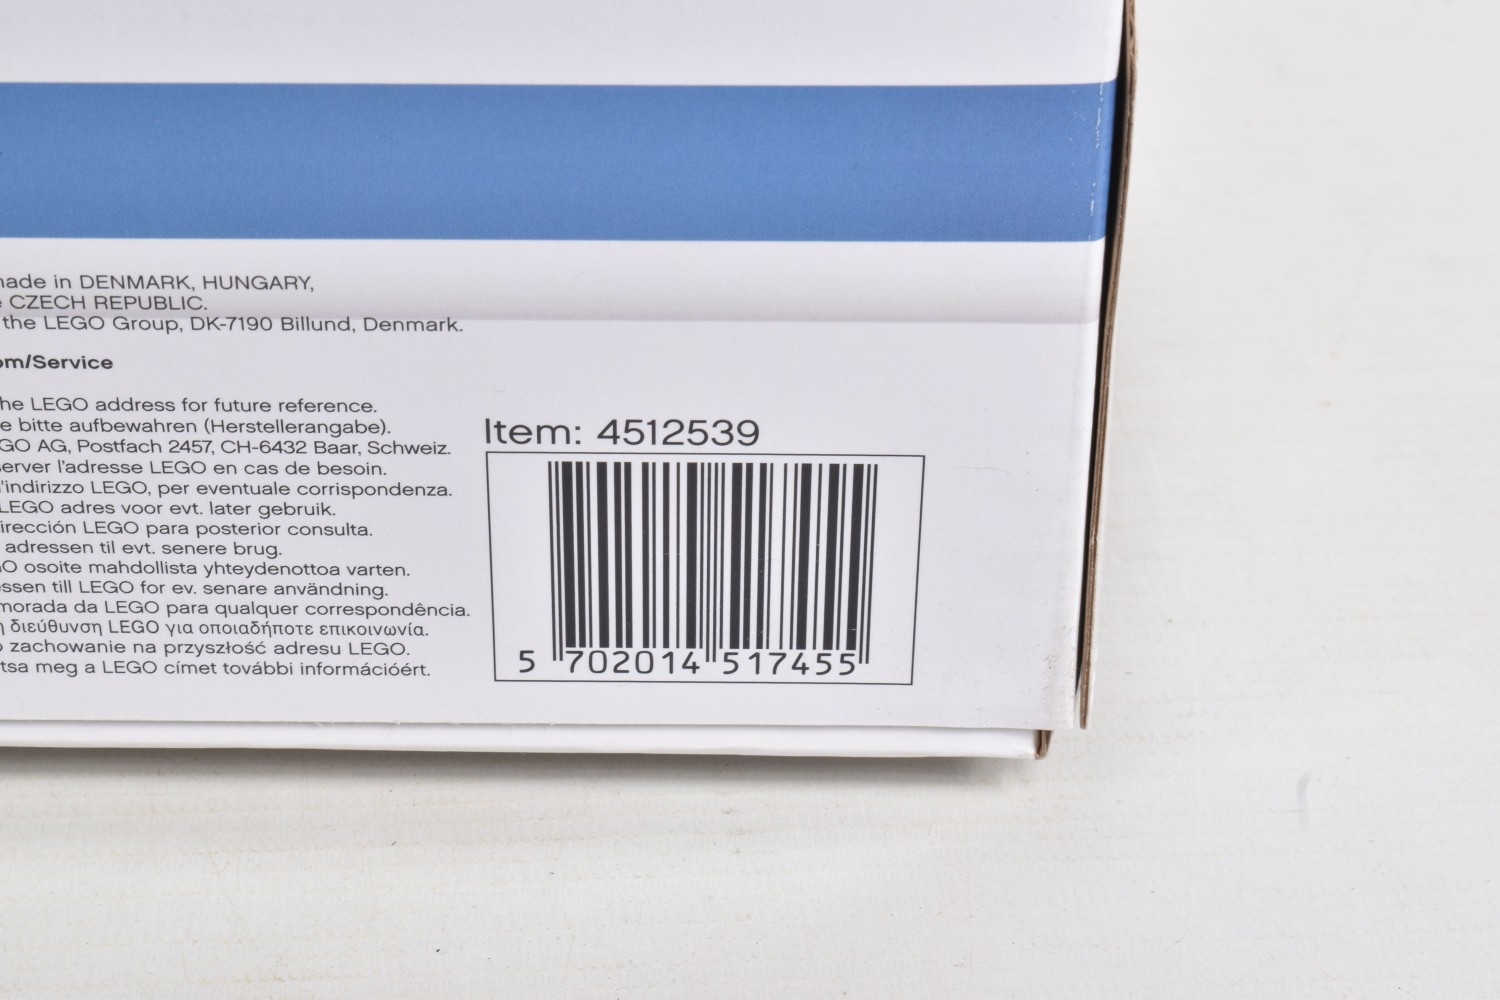 made in DENMARK, HUNGARY,
CZECH REPUBLIC.
the LEGO Group, DK-7190 Billund, Denmark.
om/Service
the LEGO address for future reference.
bitte aufbewahren (Herstellerangabe).
GO AG, Postfach 2457, CH-6432 Baar, Schweiz.
server l'adresse LEGO en cas de besoin.
l'indirizzo LEGO, per eventuale corrispondenza.
LEGO adres voor evt. later gebruik.
irección LEGO para posterior consulta.
adressen til evt. senere brug.
GO osoite mahdollista yhteydenottoa varten.
essen till LEGO for ev. senare användning.
morada da LEGO para qualquer correspondência.
η διεύθυνση LEGO για οποιαδήποτε επικοινωνία.
o zachowanie na przyszłość adresu LEGO.
tsa meg a LEGO címet további információért.
Item: 4512539
5 702014 517455